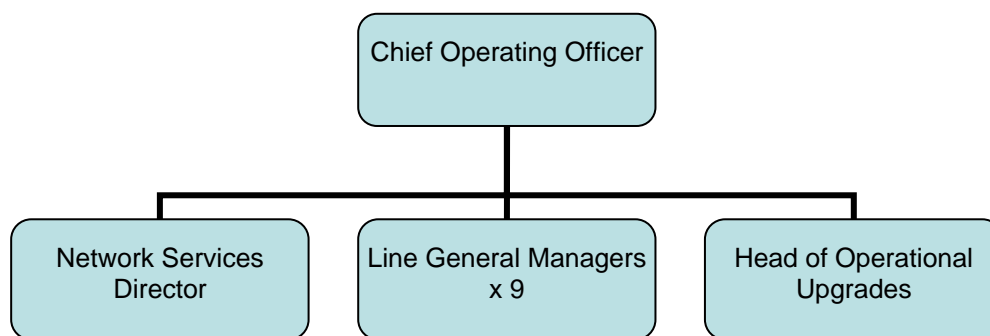 Chief Operating Officer
Network Services
Director
Line General Managers
x 9
Head of Operational
Upgrades